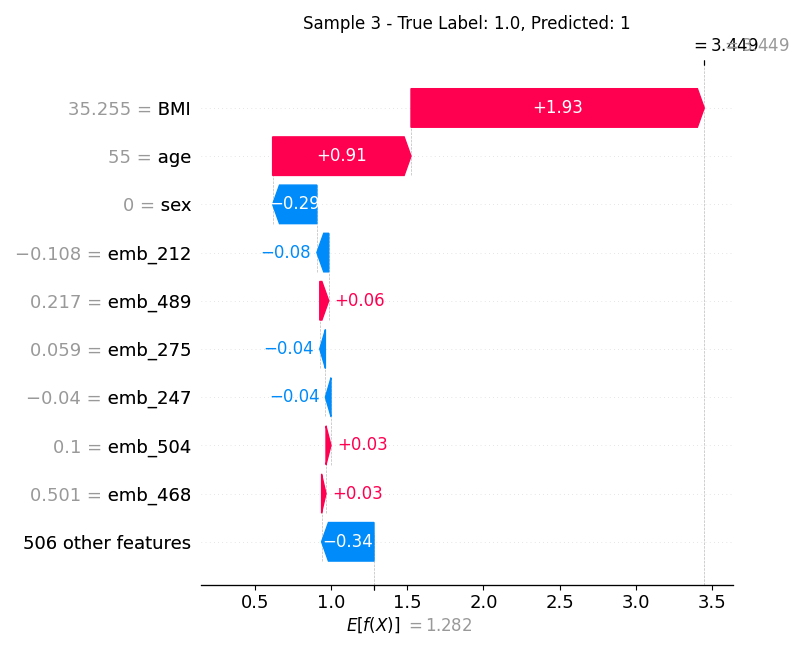 Sample 3 - True Label: 1.0, Predicted: 1
= 3.449
35.255 = BMI +1.93
55 = age +0.91
0 = sex −0.29
−0.108 = emb_212 −0.08
0.217 = emb_489 +0.06
0.059 = emb_275 −0.04
−0.04 = emb_247 −0.04
0.1 = emb_504 +0.03
0.501 = emb_468 +0.03
506 other features −0.34
0.5 1.0 1.5 2.0 2.5 3.0 3.5
E[f(X)] = 1.282